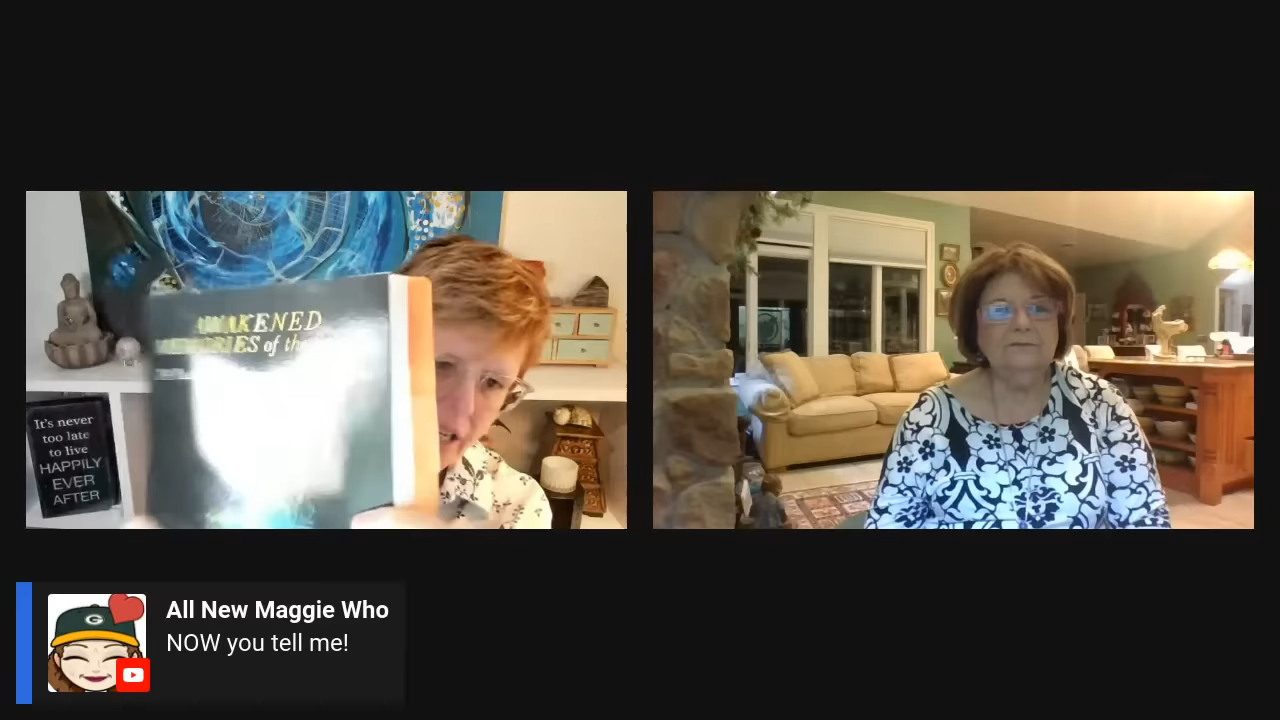 AWAKENED
MEMORIES of the
It's never
too late
to live
HAPPILY
EVER
AFTER
G
All New Maggie Who
NOW you tell me!